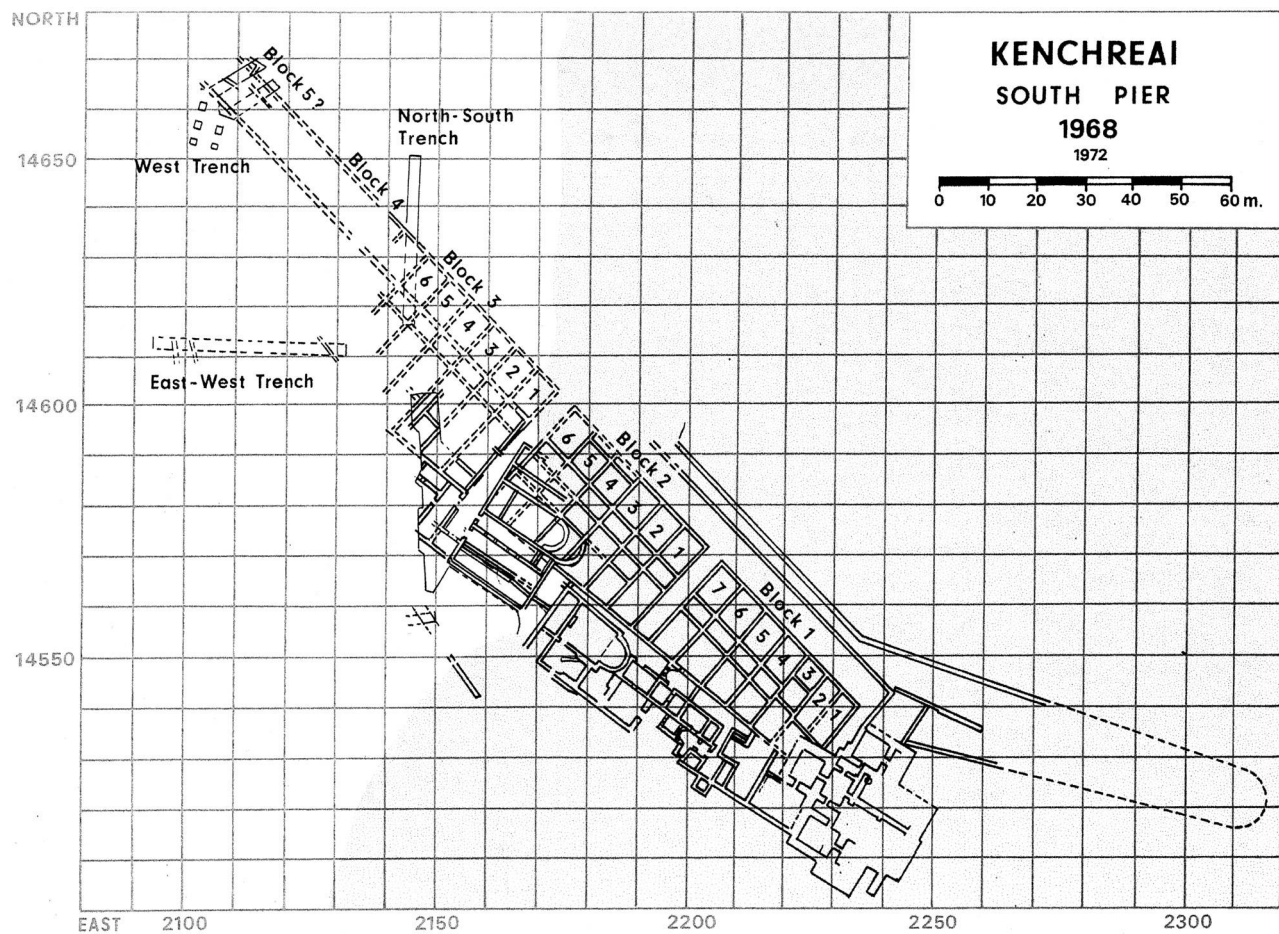 NORTH
KENCHREAI
SOUTH PIER
1968
1972
0 10 20 30 40 50 60 m.
Block 5?
North-South
Trench
14650
West Trench
Block 4
Block 3
6
5
4
3
2
1
East-West Trench
14600
Block 2
6
5
4
3
2
1
Block 1
7
6
5
4
3
2
1
14550
EAST 2100 2150 2200 2250 2300